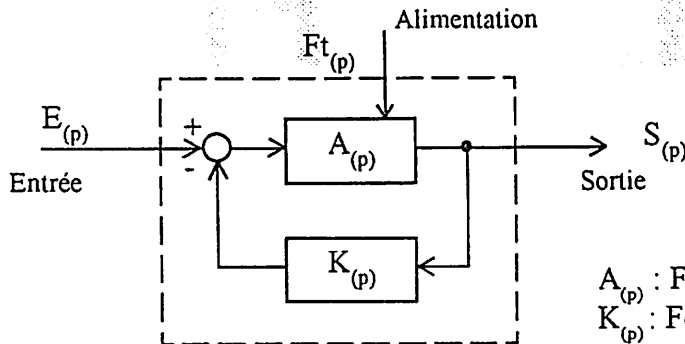 Alimentation
Ft(p)
E(p)
+
A(p)
S(p)
-
Entrée
Sortie
K(p)
A(p) : F
K(p) : F